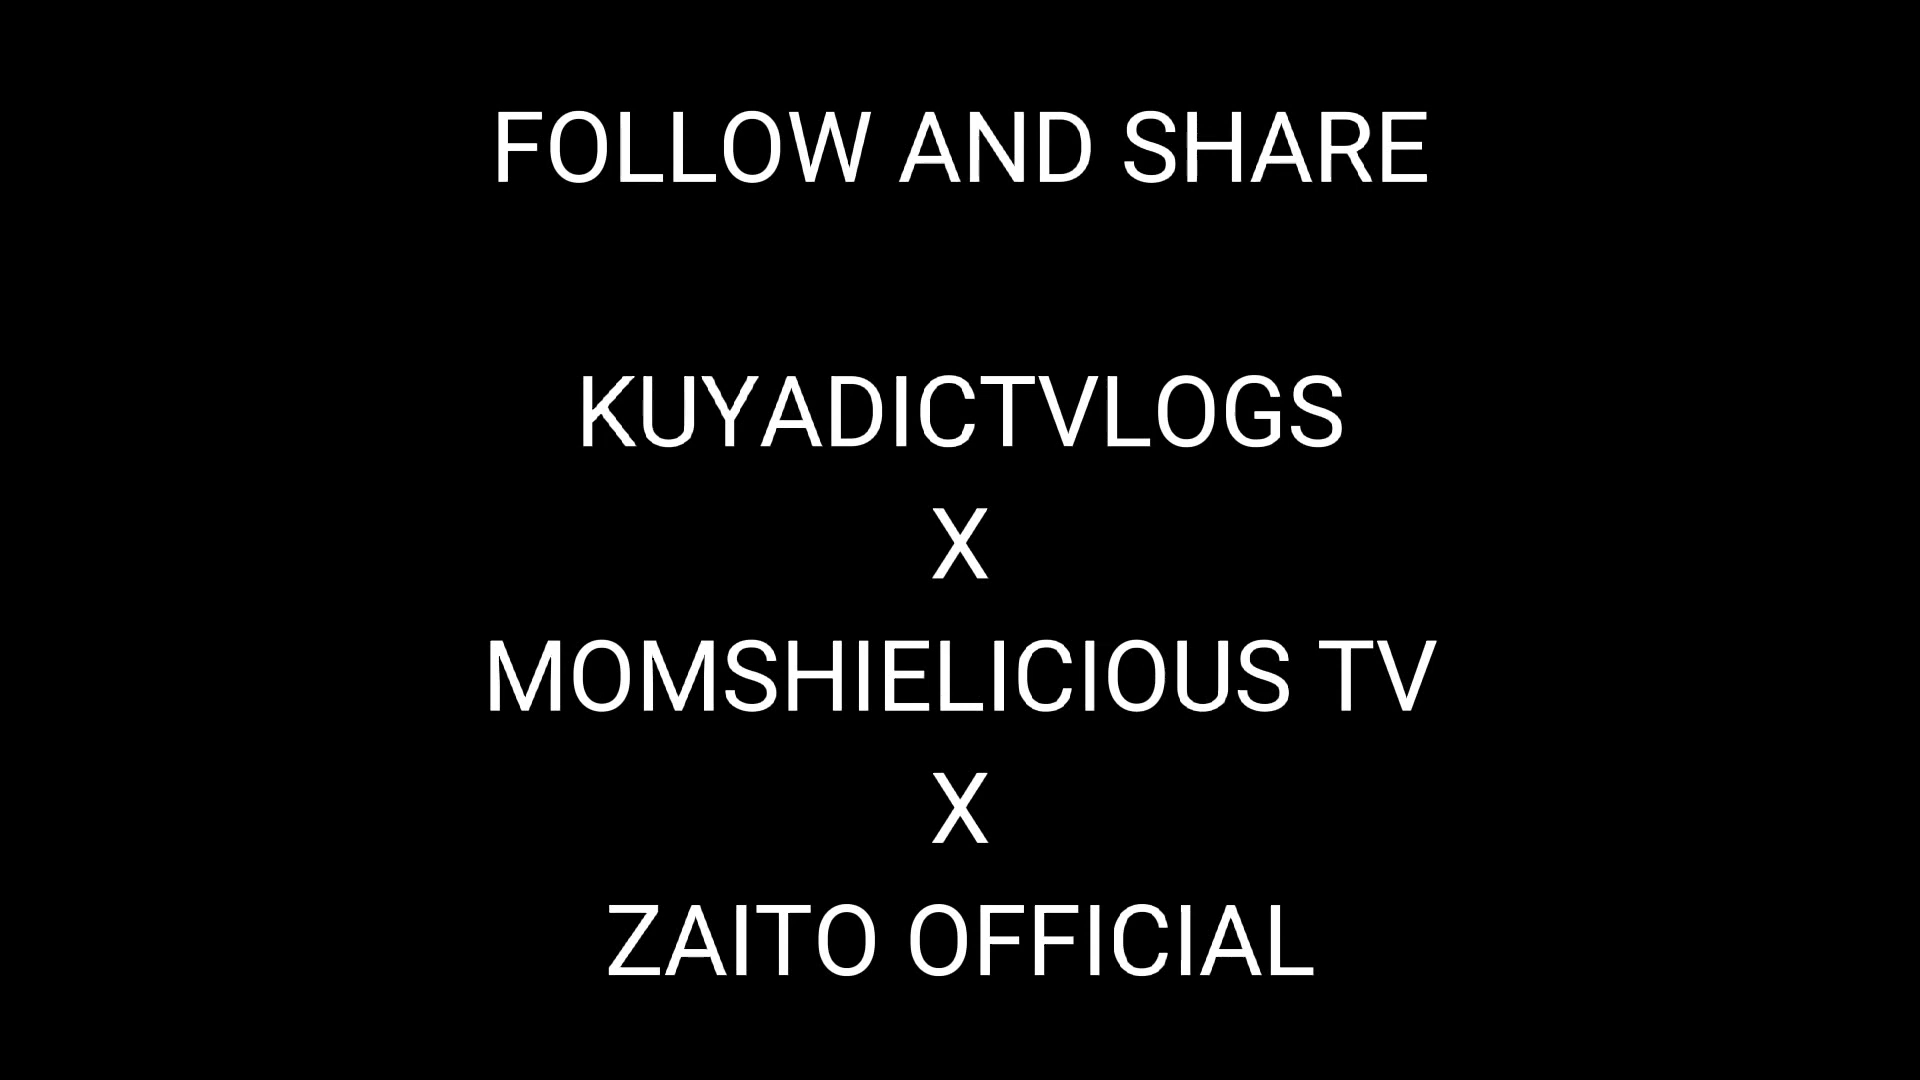 FOLLOW AND SHARE
KUYADICTVLOGS
X
MOMSHIELICIOUS TV
X
ZAITO OFFICIAL